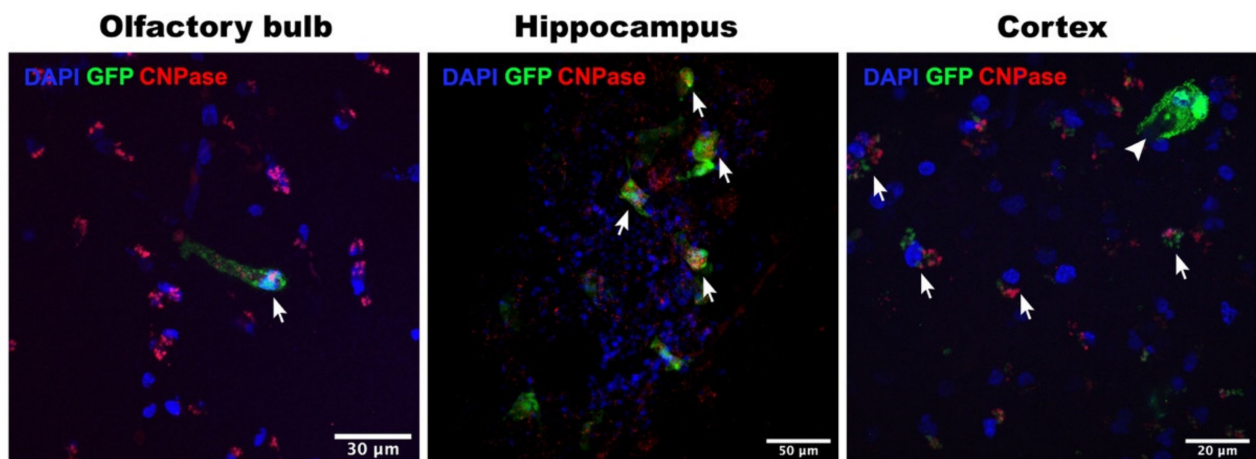 Olfactory bulb
Hippocampus
Cortex
DAPI GFP CNPase
DAPI GFP CNPase
DAPI GFP CNPase
30 µm
50 µm
20 µm